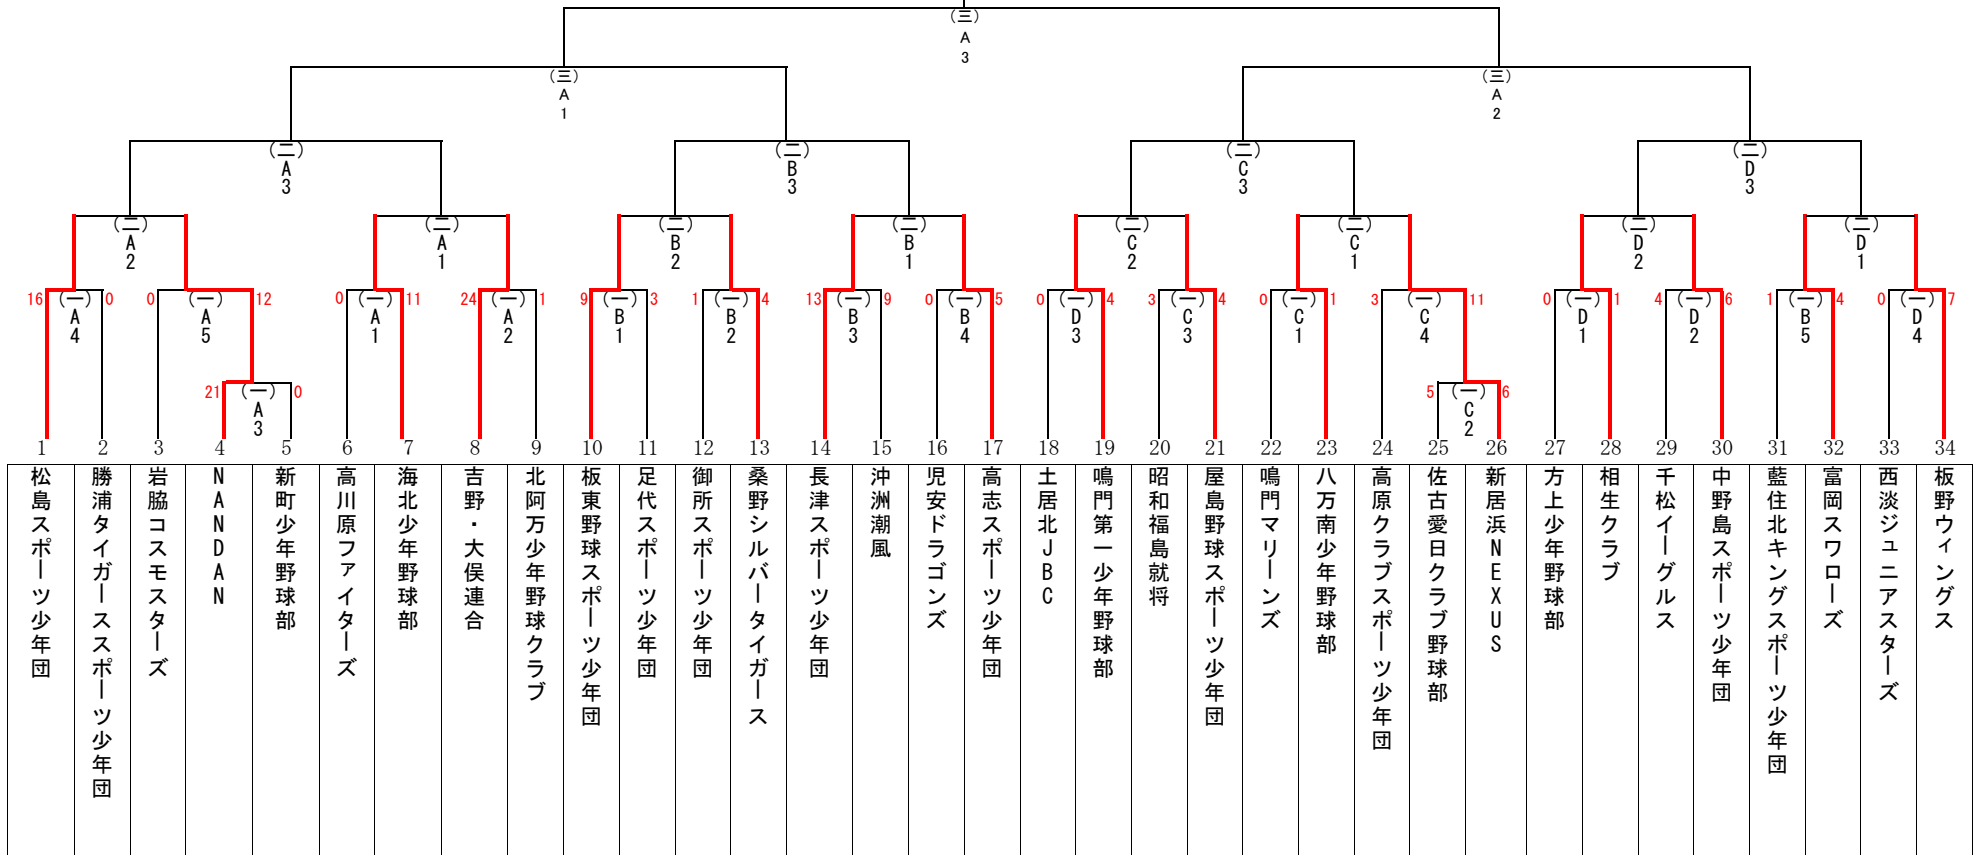 (三)
A
3
(三)
A
1
(三)
A
2
(二)
A
3
(二)
B
3
(二)
C
3
(二)
D
3
(二)
A
2
(二)
A
1
(二)
B
2
(二)
B
1
(二)
C
2
(二)
C
1
(二)
D
2
(二)
D
1
16 (一) 0
A
4
0 (一) 12
A
5
0 (一) 11
A
1
24 (一) 1
A
2
9 (一) 3
B
1
1 (一) 4
B
2
13 (一) 9
B
3
0 (一) 5
B
4
0 (一) 4
D
3
3 (一) 4
C
3
0 (一) 1
C
1
3 (一) 11
C
4
0 (一) 1
D
1
4 (一) 6
D
2
1 (一) 4
B
5
0 (一) 7
D
4
21 (一) 0
A
3
5 (一) 6
C
2
1 2 3 4 5 6 7 8 9 10 11 12 13 14 15 16 17 18 19 20 21 22 23 24 25 26 27 28 29 30 31 32 33 34
松島スポーツ少年団
勝浦タイガーススポーツ少年団
岩脇コスモスターズ
NANDAN
新町少年野球部
高川原ファイターズ
海北少年野球部
吉野・大俣連合
北阿万少年野球クラブ
板東野球スポーツ少年団
足代スポーツ少年団
御所スポーツ少年団
桑野シルバータイガース
長津スポーツ少年団
沖洲潮風
児安ドラゴンズ
高志スポーツ少年団
土居北JBC
鳴門第一少年野球部
昭和福島就将
屋島野球スポーツ少年団
鳴門マリーンズ
八万南少年野球部
高原クラブスポーツ少年団
佐古愛日クラブ野球部
新居浜NEXUS
方上少年野球部
相生クラブ
千松イーグルス
中野島スポーツ少年団
藍住北キングスポーツ少年団
富岡スワローズ
西淡ジュニアスターズ
板野ウィングス